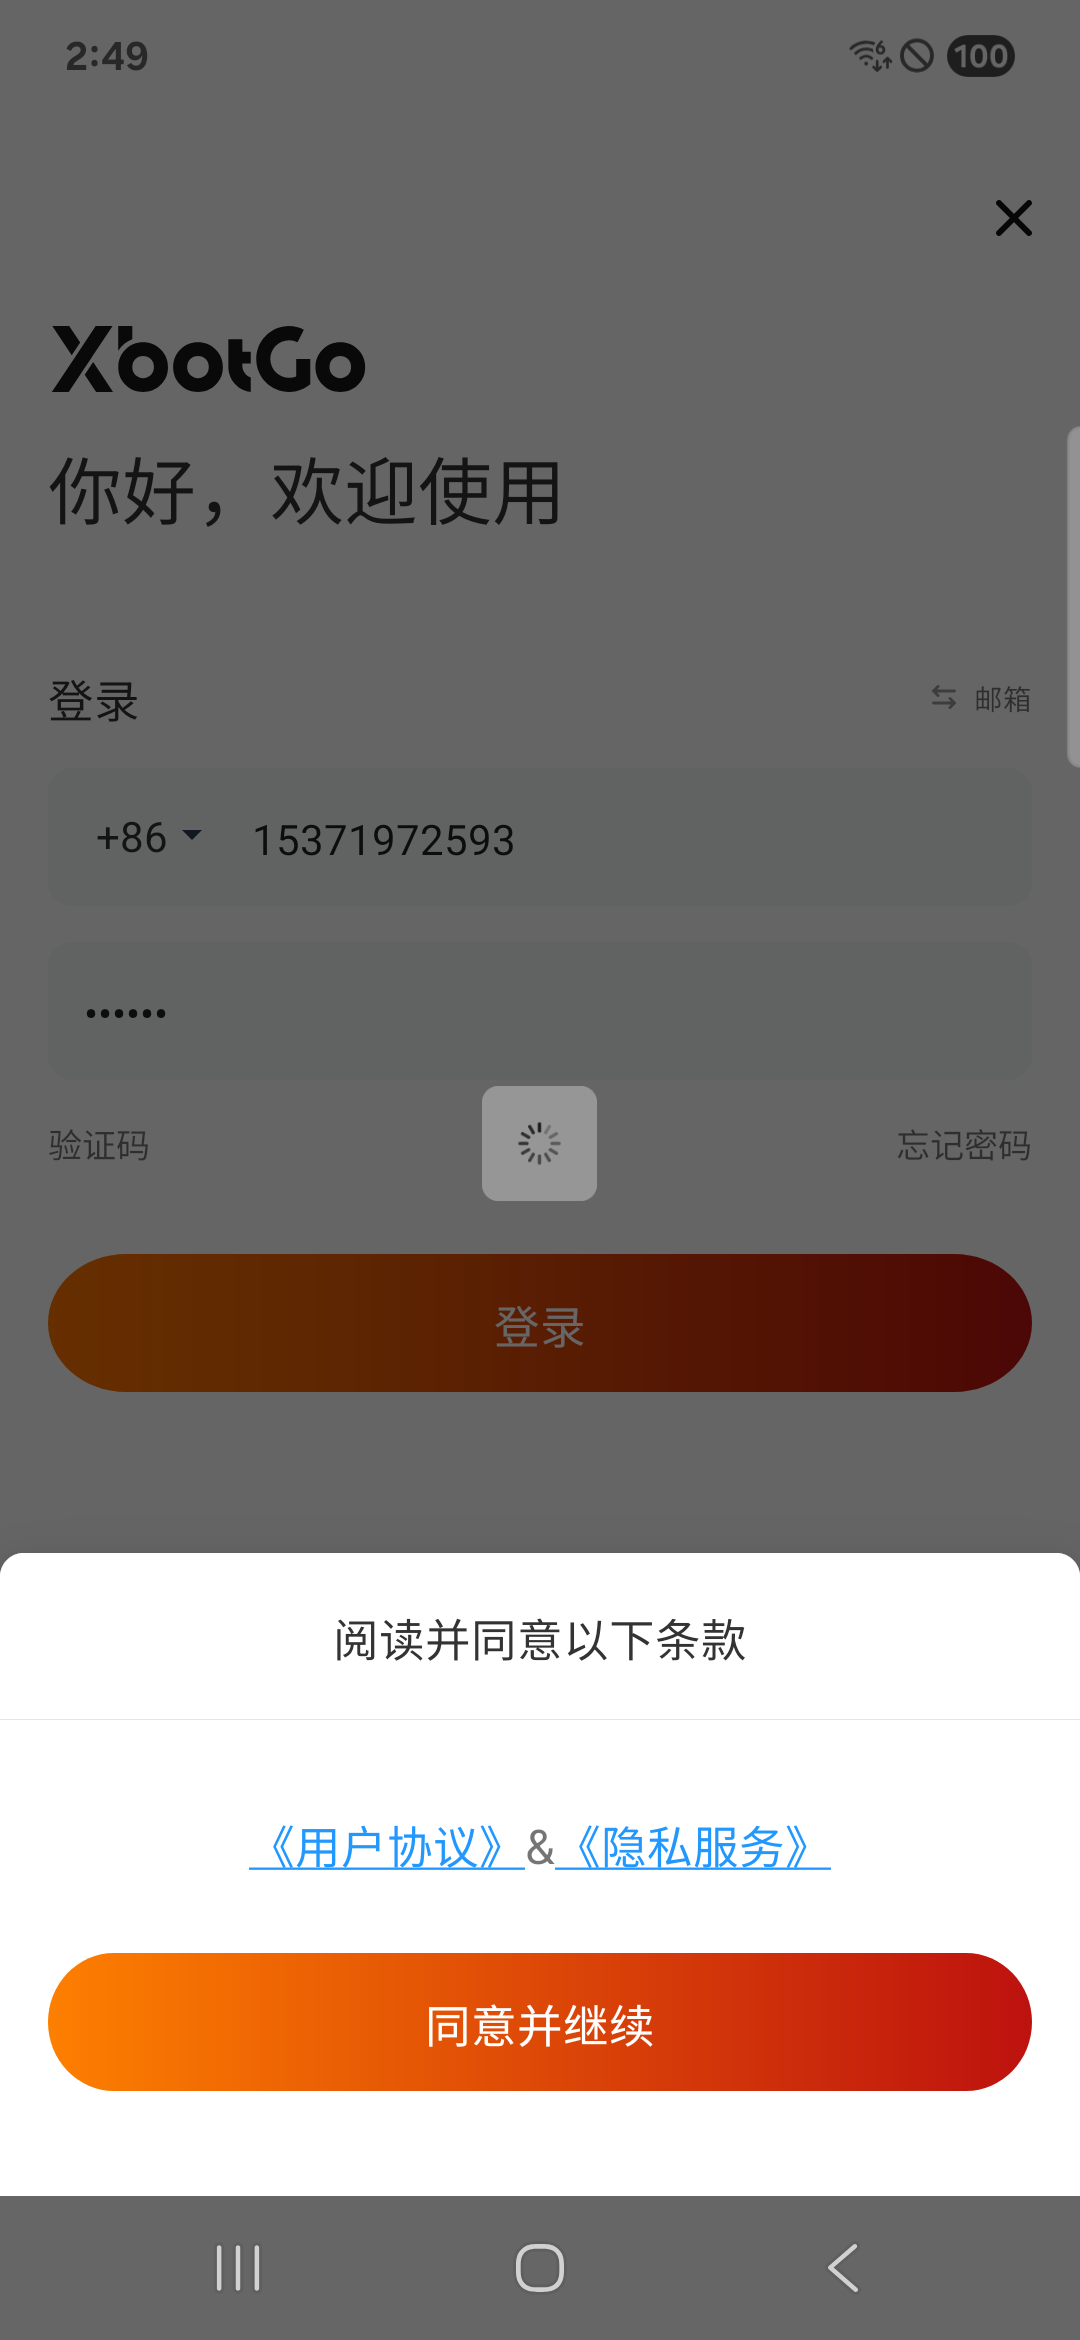 2:49
6
100
XbotGo
你好，欢迎使用
登录
邮箱
+86 15371972593
••••••
验证码
忘记密码
登录
阅读并同意以下条款
《用户协议》&《隐私服务》
同意并继续